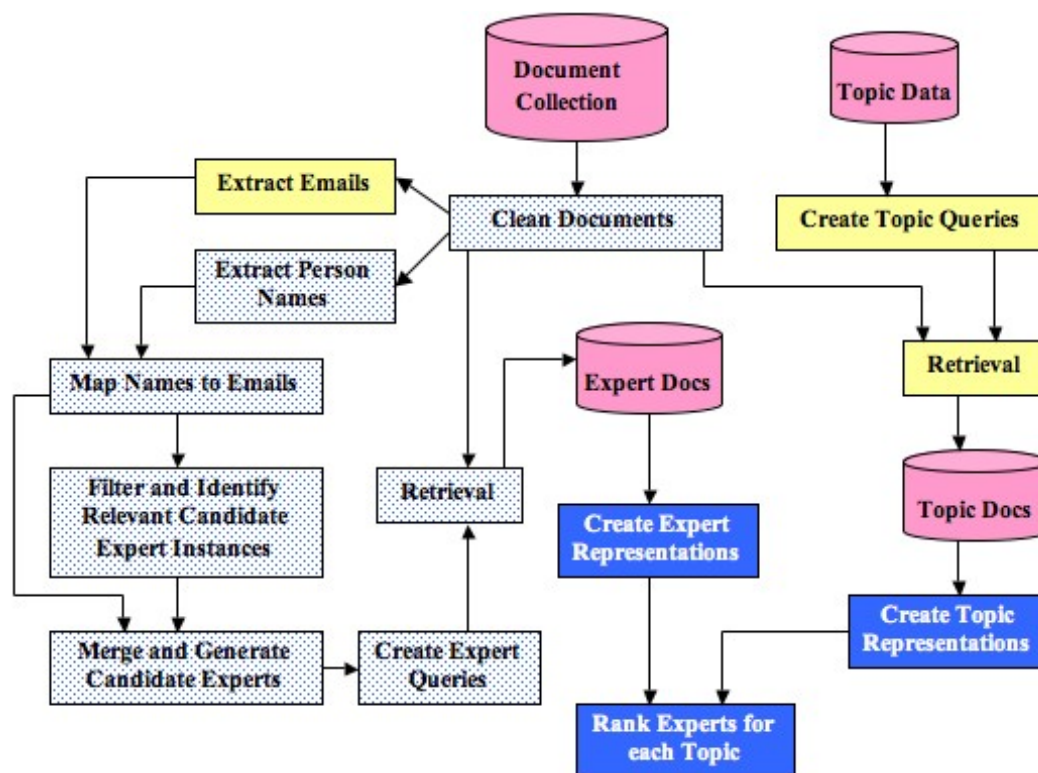 Document
Collection
Topic Data
Extract Emails
Clean Documents
Create Topic Queries
Extract Person
Names
Map Names to Emails
Expert Docs
Retrieval
Filter and Identify
Relevant Candidate
Expert Instances
Retrieval
Topic Docs
Create Expert
Representations
Create Topic
Representations
Merge and Generate
Candidate Experts
Create Expert
Queries
Rank Experts for
each Topic